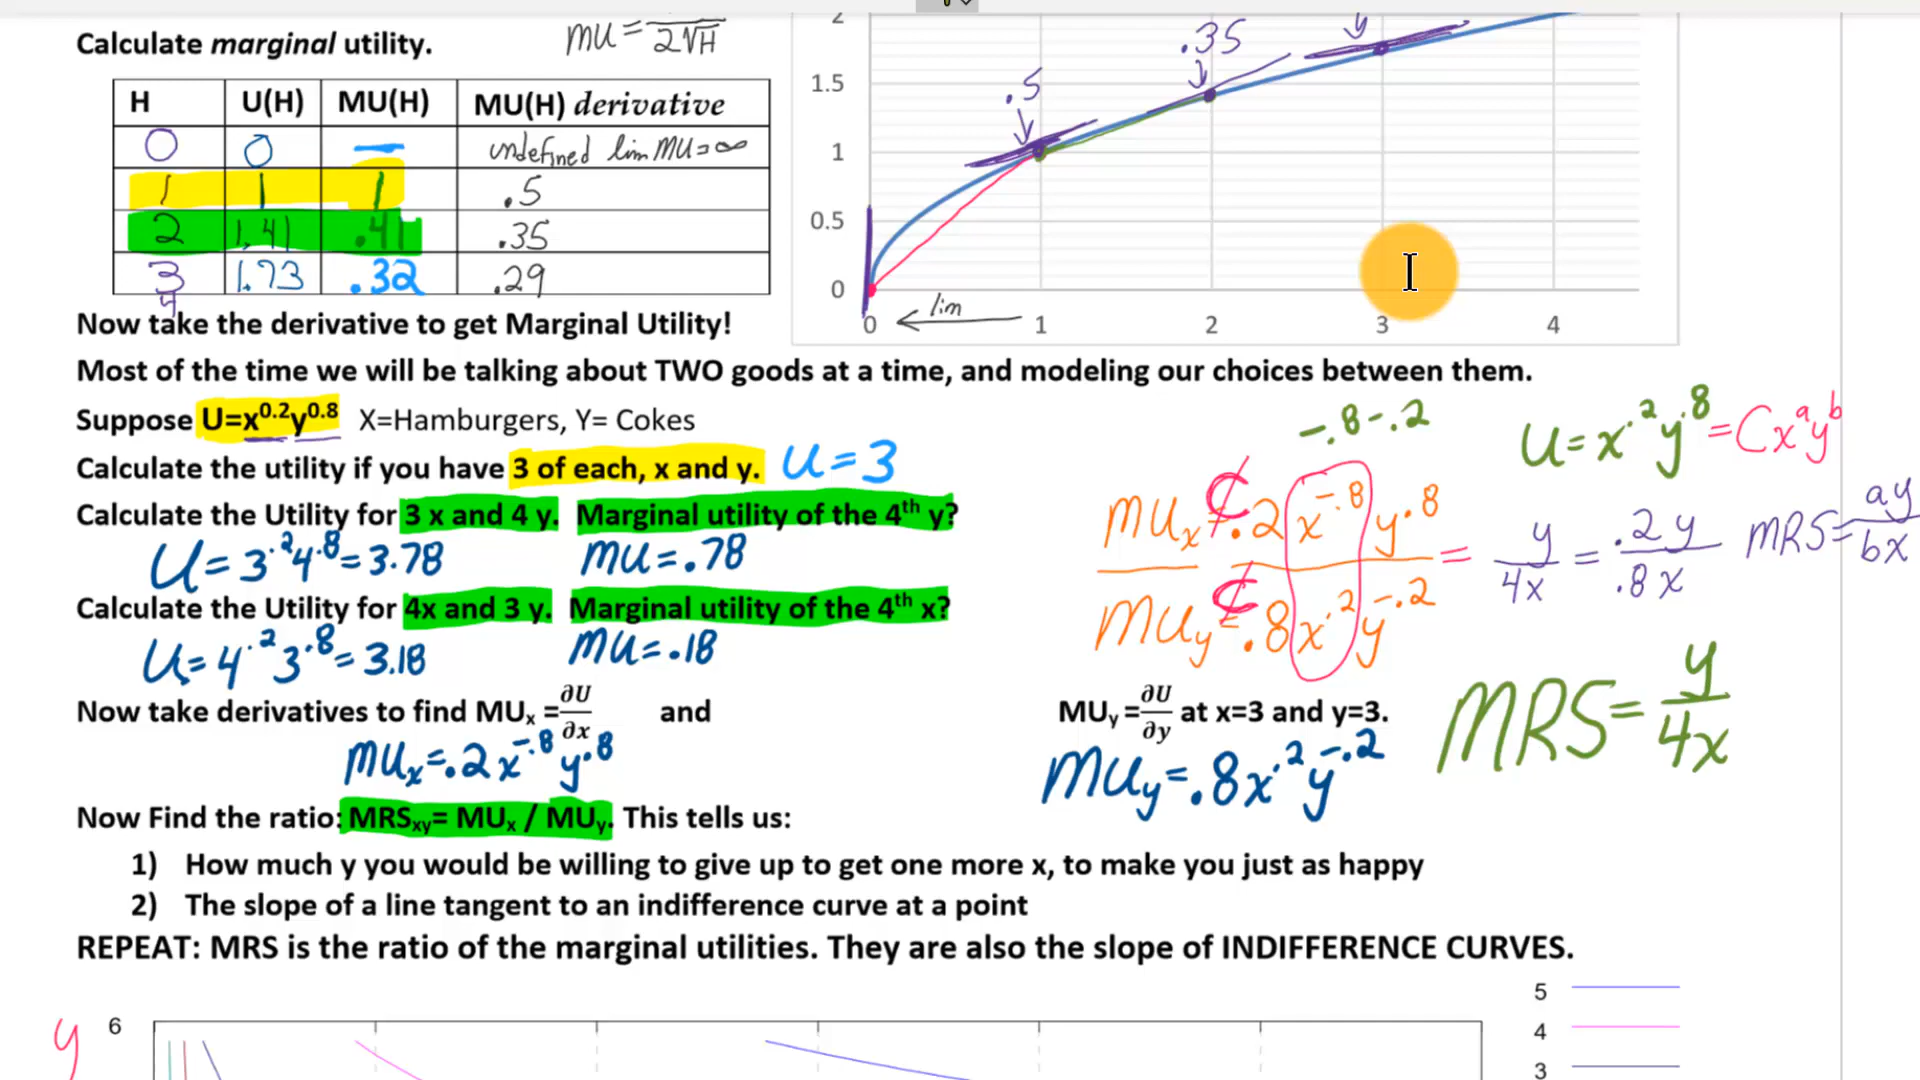 Calculate marginal utility.
MU = 2√H
H U(H) MU(H) MU(H) derivative
0 0 — undefined lim MU = ∞
1 1 1 .5
2 1.41 .41 .35
3 1.73 .32 .29
4
2
1.5
1
0.5
0
0 1 2 3 4
.5
.35
lim
Now take the derivative to get Marginal Utility!
Most of the time we will be talking about TWO goods at a time, and modeling our choices between them.
Suppose U=x^0.2y^0.8 X=Hamburgers, Y= Cokes
-.8-.2
U = x^.2 y^.8 = Cx^a y^b
Calculate the utility if you have 3 of each, x and y. U = 3
Calculate the Utility for 3 x and 4 y. Marginal utility of the 4th y?
U = 3^.2 4^.8 = 3.78 MU = .78
MUx = C .2 x^-.8 y^.8
MUy = C .8 x^.2 y^-.2
= y/4x = .2y/.8x MRS = ay/bx
Calculate the Utility for 4x and 3 y. Marginal utility of the 4th x?
U = 4^.2 3^.8 = 3.18 MU = .18
Now take derivatives to find MUx = ∂U/∂x and MUy = ∂U/∂y at x=3 and y=3.
MUx = .2x^-.8 y^.8 MUy = .8x^.2 y^-.2
MRS = y/4x
Now Find the ratio: MRSxy= MUx / MUy. This tells us:
1) How much y you would be willing to give up to get one more x, to make you just as happy
2) The slope of a line tangent to an indifference curve at a point
REPEAT: MRS is the ratio of the marginal utilities. They are also the slope of INDIFFERENCE CURVES.
y 6
5
4
3